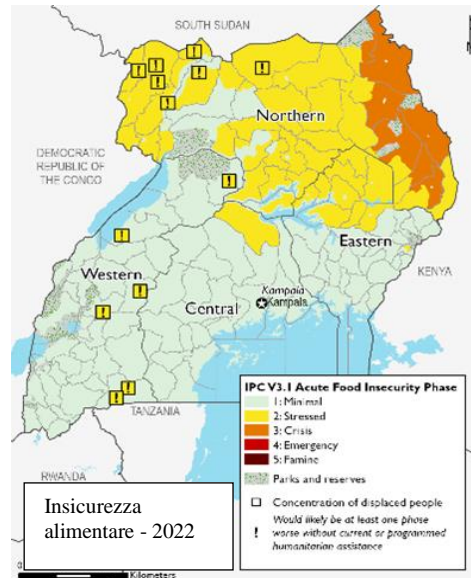 SOUTH SUDAN
Northern
DEMOCRATIC
REPUBLIC OF
THE CONGO
Eastern
Western
KENYA
Central
Kampala
Kampala
IPC V3.1 Acute Food Insecurity Phase
1: Minimal
2: Stressed
3: Crisis
4: Emergency
5: Famine
Parks and reserves
Concentration of displaced people
! Would likely be at least one phase
worse without current or programmed
humanitarian assistance
TANZANIA
RWANDA
Insicurezza
alimentare - 2022
Kilometers